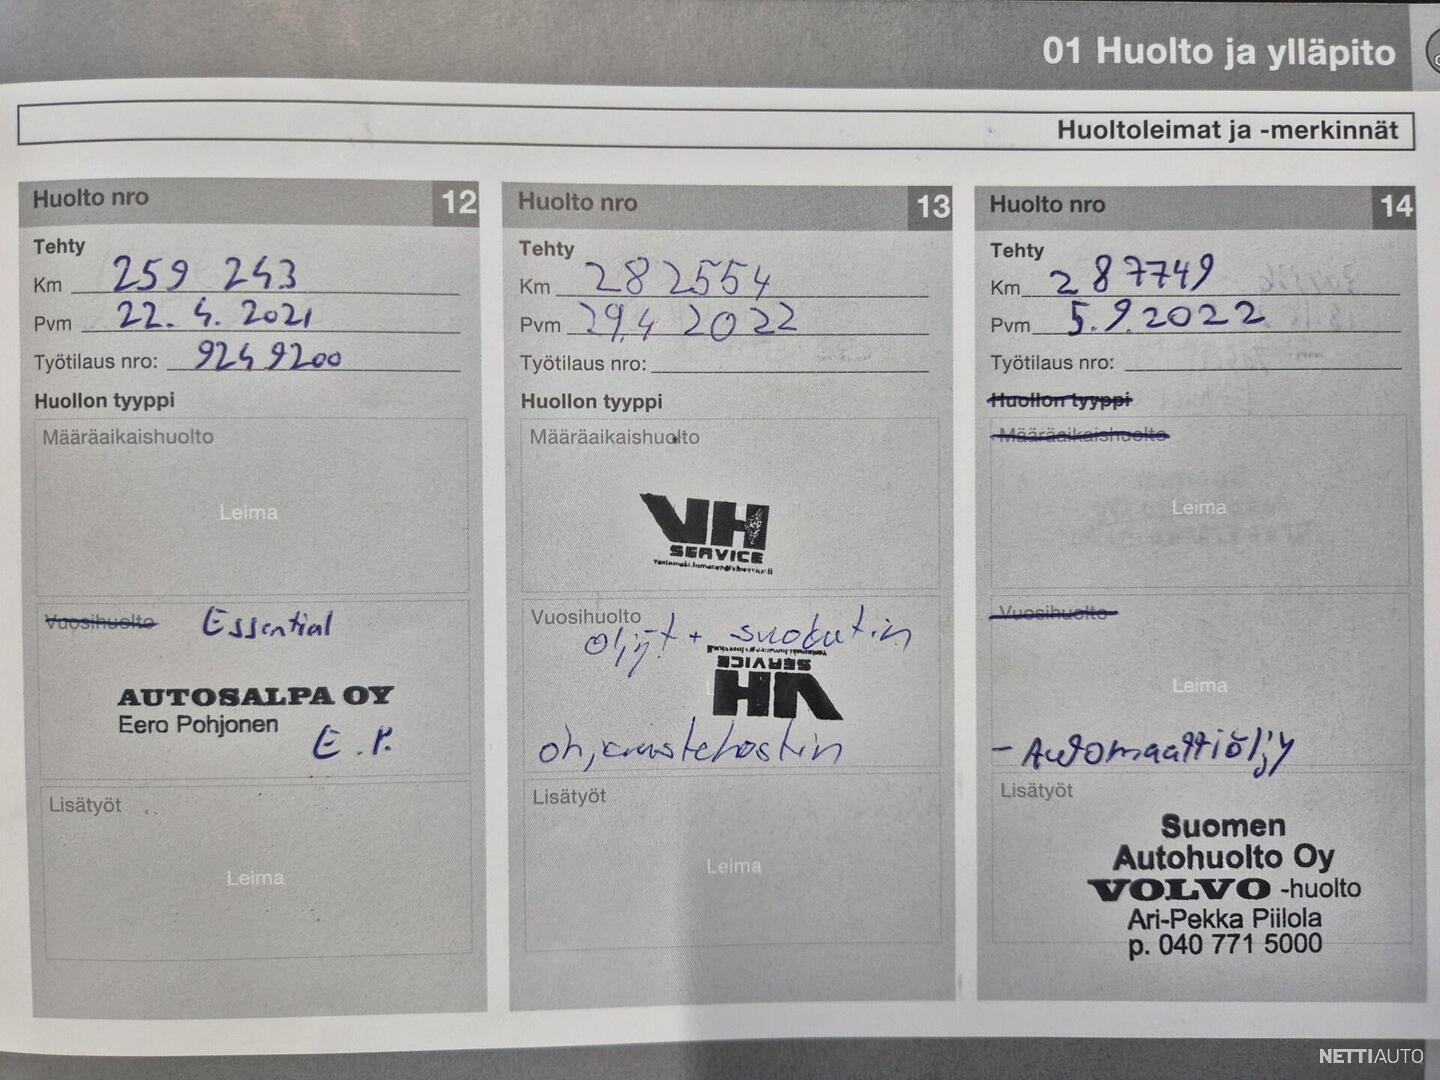 01 Huolto ja ylläpito
Huoltoleimat ja -merkinnät
Huolto nro 12
Tehty
Km 259 243
Pvm 22. 4. 2021
Työtilaus nro: 9249200
Huollon tyyppi
Määräaikaishuolto
Leima
Vuosihuolto Essential
AUTOSALPA OY
Eero Pohjonen
E.P.
Lisätyöt
Leima
Huolto nro 13
Tehty
Km 282554
Pvm 29.4 2022
Työtilaus nro:
Huollon tyyppi
Määräaikaishuolto
VH
SERVICE
Vuosihuolto
öljyt + suodatin
SERVICE
VH
ohjaustehostin
Lisätyöt
Leima
Huolto nro 14
Tehty
Km 287749
Pvm 5.9.2022
Työtilaus nro:
Huollon tyyppi
Määräaikaishuolto
Leima
Vuosihuolto
Leima
- Automaattiöljy
Lisätyöt
Suomen
Autohuolto Oy
VOLVO -huolto
Ari-Pekka Piilola
p. 040 771 5000
NETTIAUTO